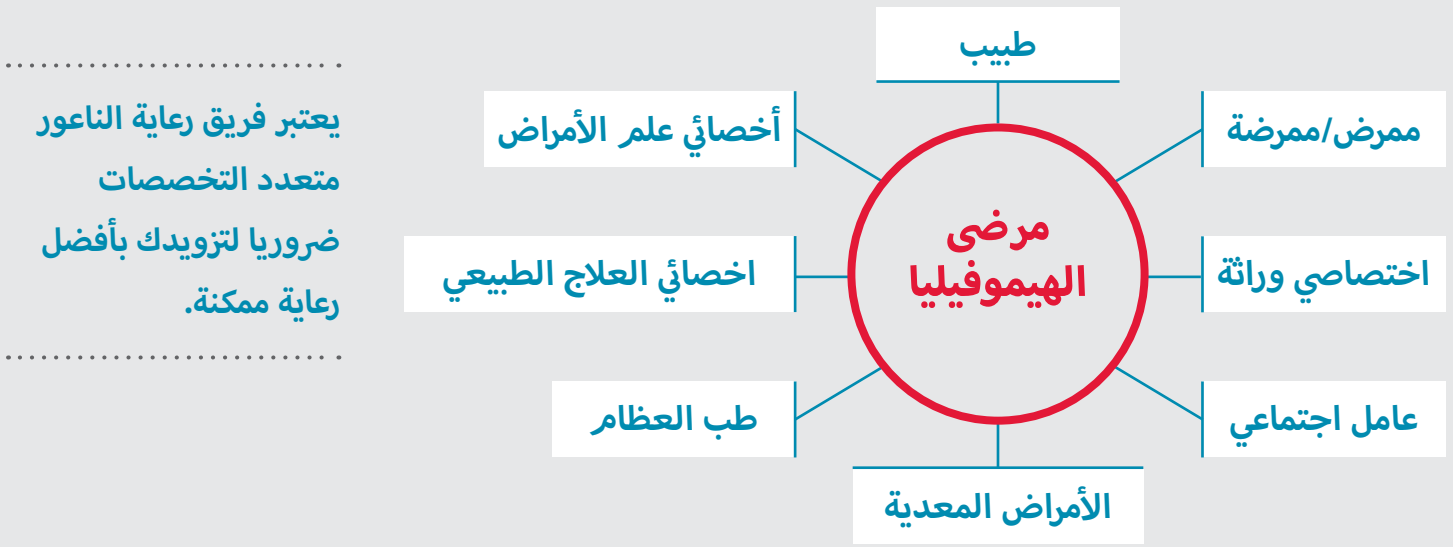 طبيب
ممرض/ممرضة
أخصائي علم الأمراض
مرضى
الهيموفيليا
اختصاصي وراثة
اخصائي العلاج الطبيعي
عامل اجتماعي
طب العظام
الأمراض المعدية
يعتبر فريق رعاية الناعور
متعدد التخصصات
ضروريا لتزويدك بأفضل
رعاية ممكنة.